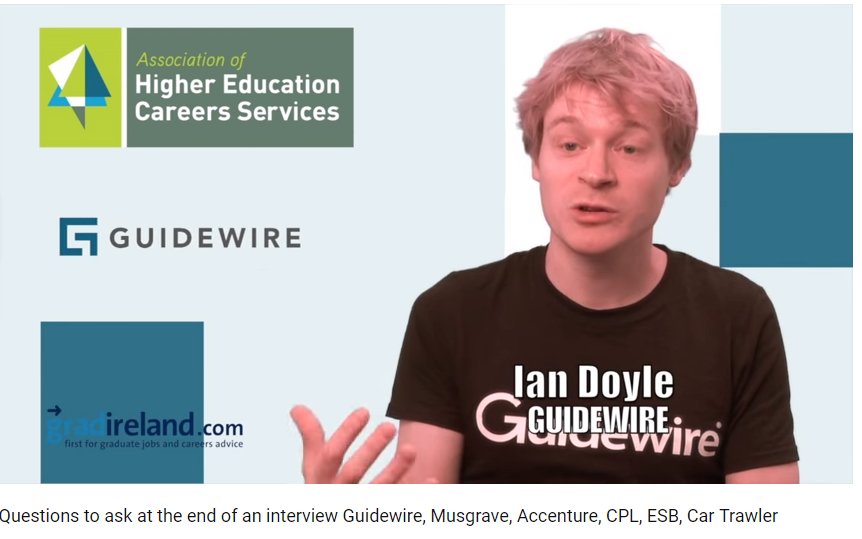 Association of
Higher Education
Careers Services
GUIDEWIRE
gradireland.com
first for graduate jobs and careers advice
Ian Doyle
GUIDEWIRE
Guidewire
Questions to ask at the end of an interview Guidewire, Musgrave, Accenture, CPL, ESB, Car Trawler